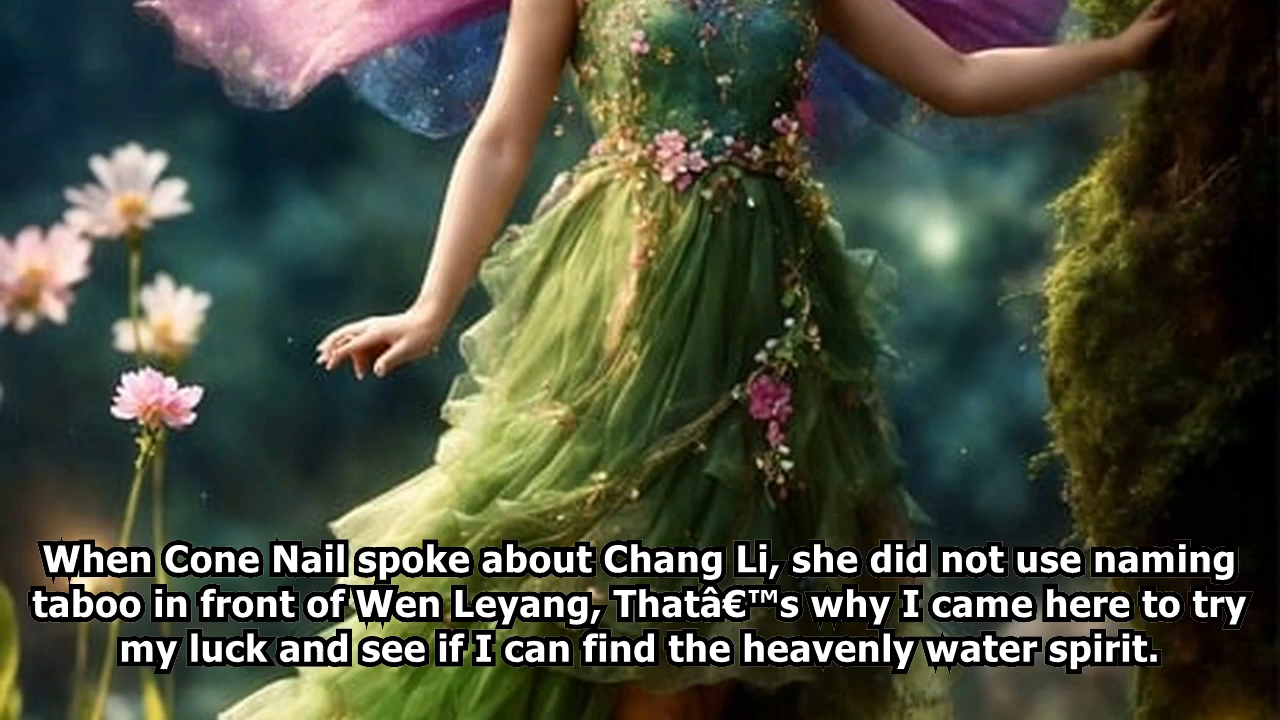 When Cone Nail spoke about Chang Li, she did not use naming
taboo in front of Wen Leyang, Thatâ€™s why I came here to try
my luck and see if I can find the heavenly water spirit.